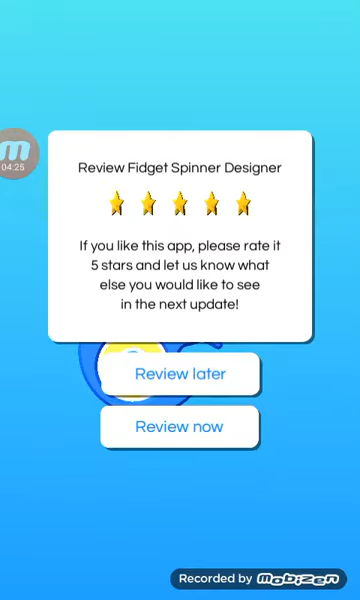 m
04:25
Review Fidget Spinner Designer
If you like this app, please rate it
5 stars and let us know what
else you would like to see
in the next update!
Review later
Review now
Recorded by mobizen